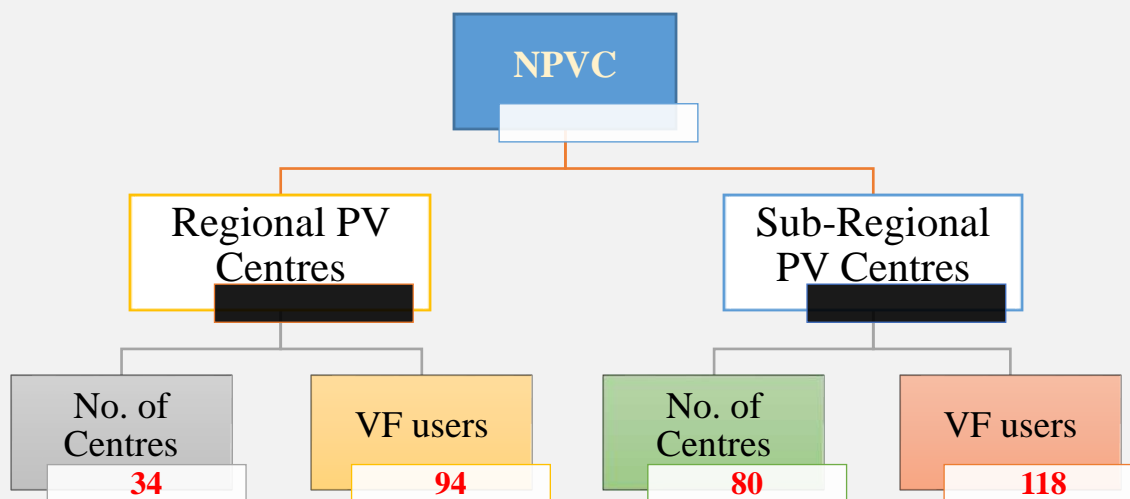 NPVC
Regional PV
Centres
Sub-Regional
PV Centres
No. of
Centres
34
VF users
94
No. of
Centres
80
VF users
118